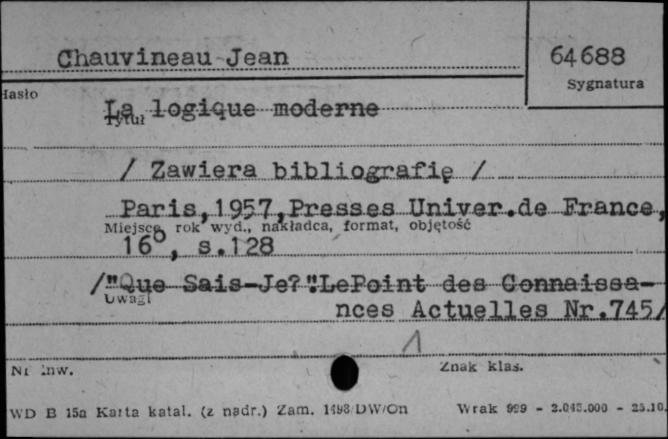 Chauvineau Jean
64688
Sygnatura
Hasło
La logique moderne
Tytuł
/ Zawiera bibliografię /
Paris,1957,Presses Univer.de France,
Miejsce, rok wyd., nakładca, format, objętość
16°, s.128
/"Que Sais-Je?".LePoint des Connaissa-
Uwagi
nces Actuelles Nr.745/
1
Nr inw.
Znak klas.
WD B 15a Karta katal. (z nadr.) Zam. 1498/DW/On
Wrak 999 - 2.045.000 - 25.10.